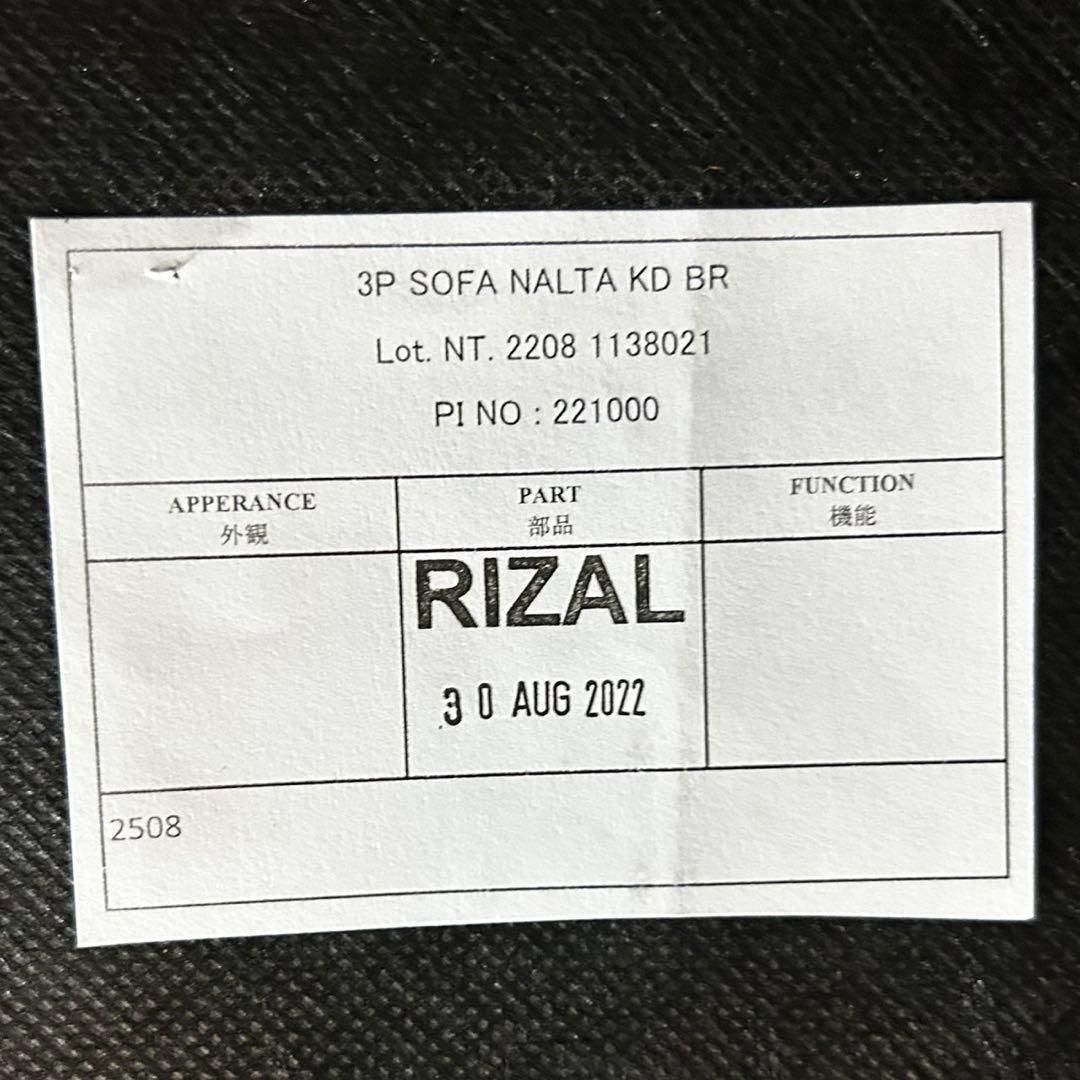 3P SOFA NALTA KD BR
Lot. NT. 2208 1138021
PI NO : 221000
APPERANCE
外観
PART
部品
FUNCTION
機能
RIZAL
30 AUG 2022
2508